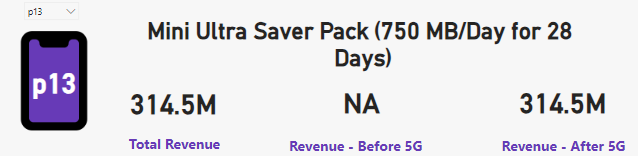 p13
Mini Ultra Saver Pack (750 MB/Day for 28
Days)
p13
314.5M
NA
314.5M
Total Revenue
Revenue - Before 5G
Revenue - After 5G